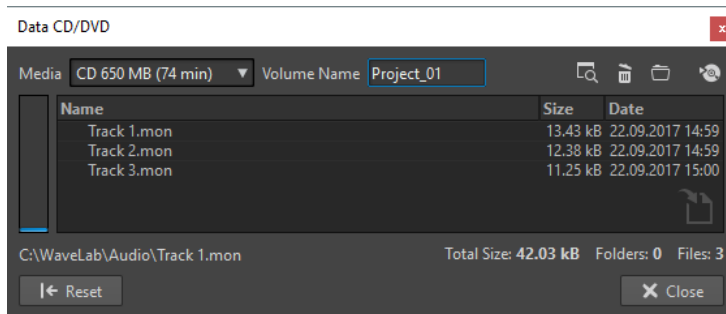 Data CD/DVD
x
Media CD 650 MB (74 min) Volume Name Project_01
Name Size Date
Track 1.mon 13.43 kB 22.09.2017 14:59
Track 2.mon 12.38 kB 22.09.2017 14:59
Track 3.mon 11.25 kB 22.09.2017 15:00
C:\WaveLab\Audio\Track 1.mon Total Size: 42.03 kB Folders: 0 Files: 3
Reset Close